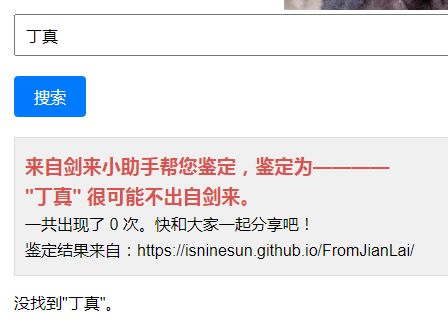 丁真
搜索
来自剑来小助手帮您鉴定，鉴定为————
"丁真" 很可能不出自剑来。
一共出现了 0 次。快和大家一起分享吧！
鉴定结果来自：https://isninesun.github.io/FromJianLai/
没找到"丁真"。